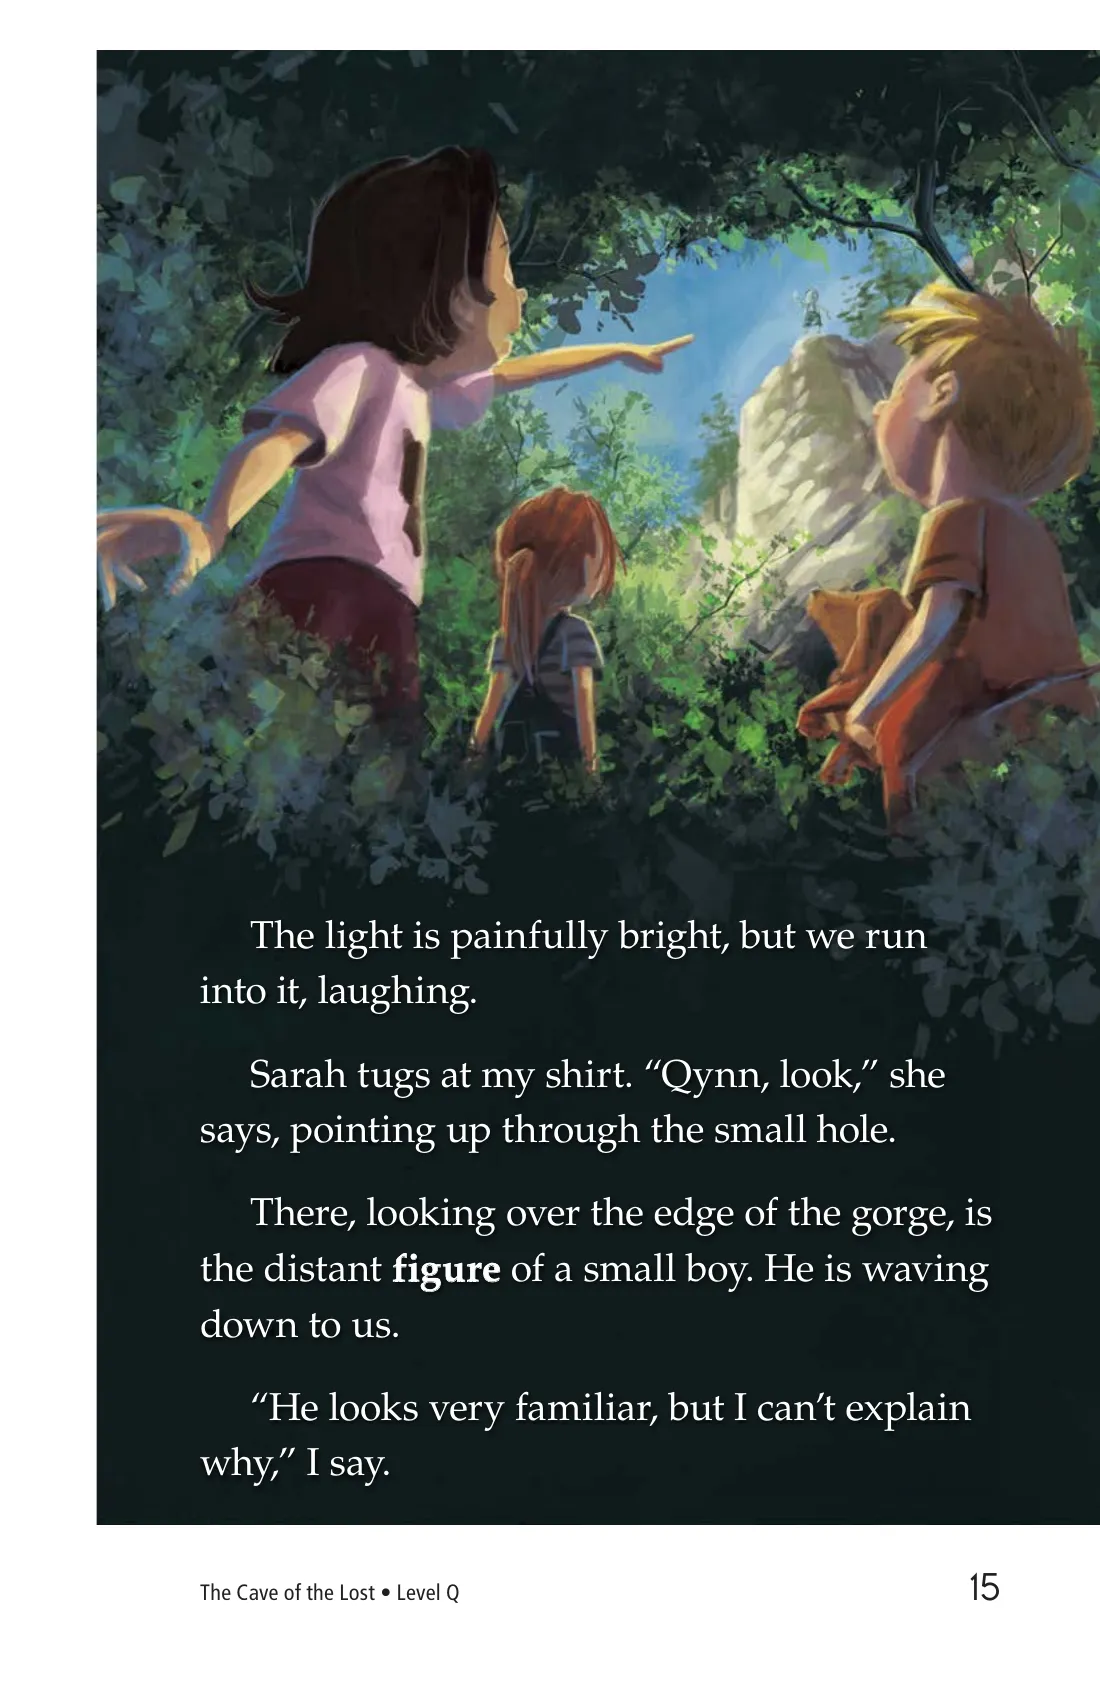 The light is painfully bright, but we run
into it, laughing.
Sarah tugs at my shirt. “Qynn, look,” she
says, pointing up through the small hole.
There, looking over the edge of the gorge, is
the distant figure of a small boy. He is waving
down to us.
“He looks very familiar, but I can’t explain
why,” I say.
The Cave of the Lost • Level Q
15